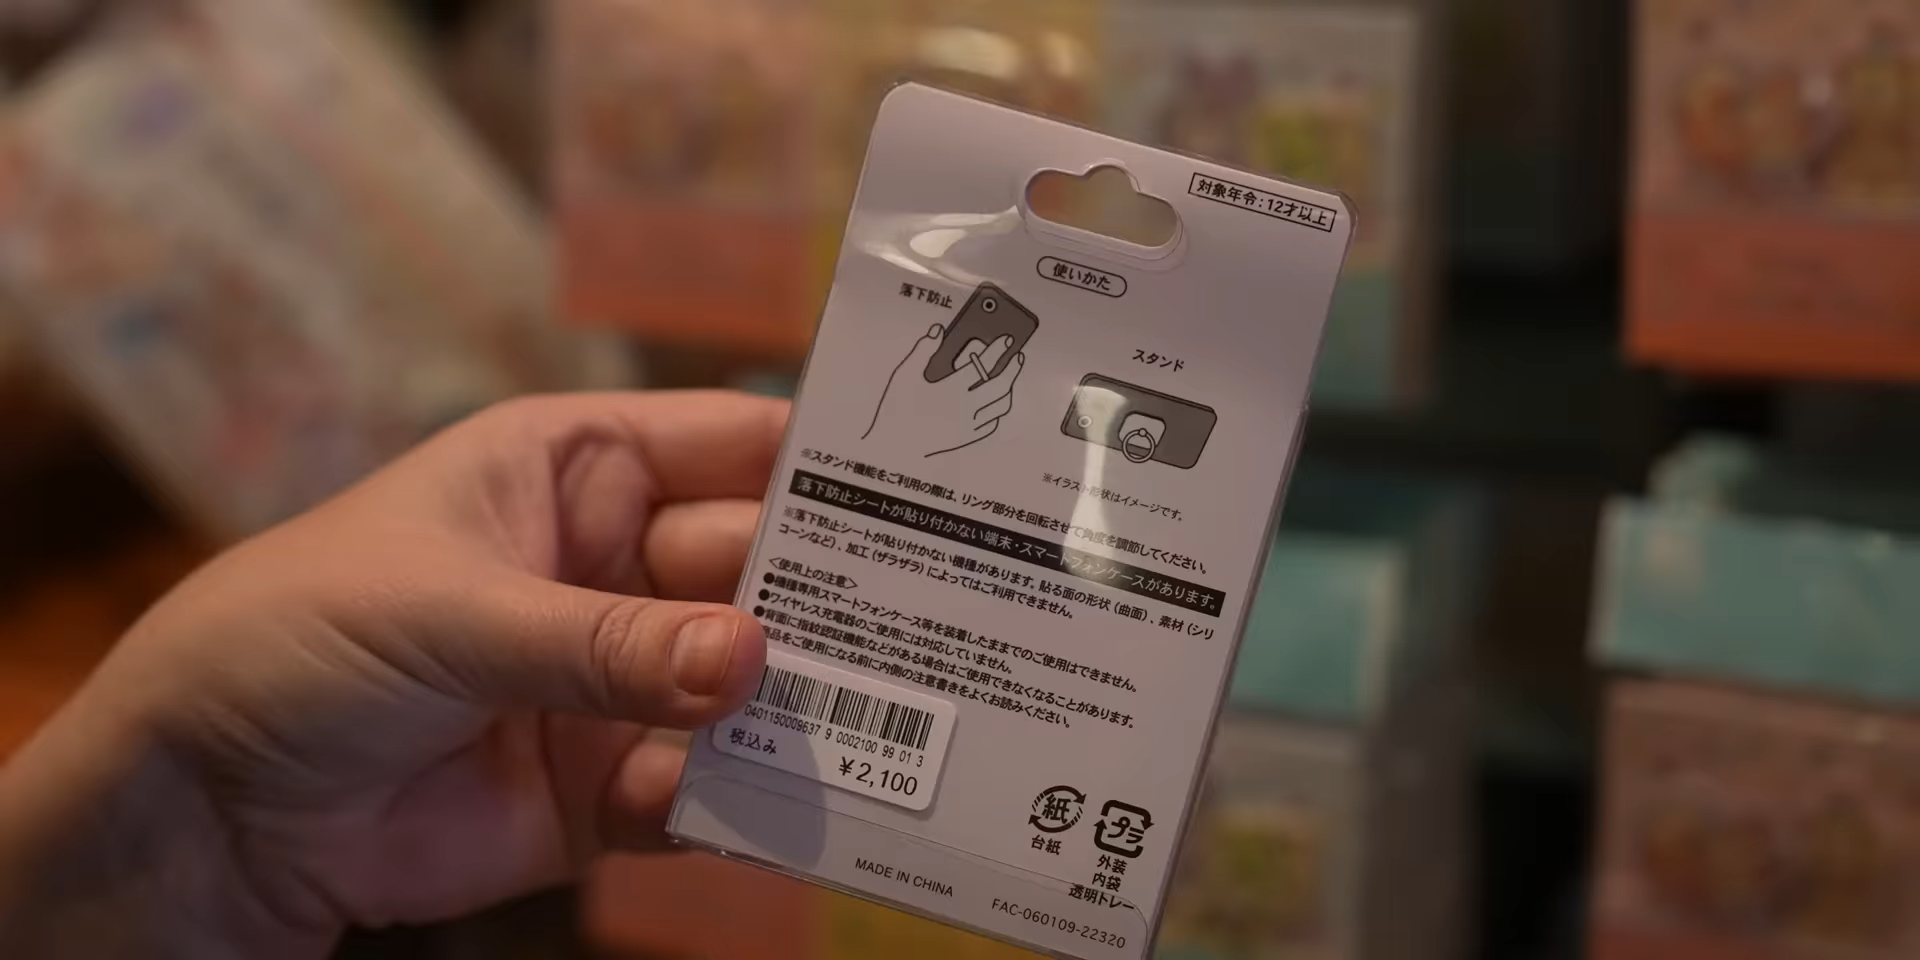 対象年令:12才以上
使いかた
落下防止
スタンド
※イラスト形状はイメージです。
※スタンド機能をご利用の際は、リング部分を回転させて角度を調節してください。
落下防止シートが貼り付かない端末・スマートフォンケースがあります。
※落下防止シートが貼り付かない機種があります。貼る面の形状(曲面)、素材(シリ
コーンなど)、加工(ザラザラ)によってはご利用できません。
<使用上の注意>
●機種専用スマートフォンケース等を装着したままでのご使用はできません。
●ワイヤレス充電器のご使用には対応していません。
●背面に指紋認証機能などがある場合はご使用できなくなることがあります。
商品をご使用になる前に内側の注意書きをよくお読みください。
0401150009637 9 0002100 99 01 3
税込み
¥2,100
紙
台紙
プラ
外装
内袋
透明トレー
MADE IN CHINA
FAC-060109-22320